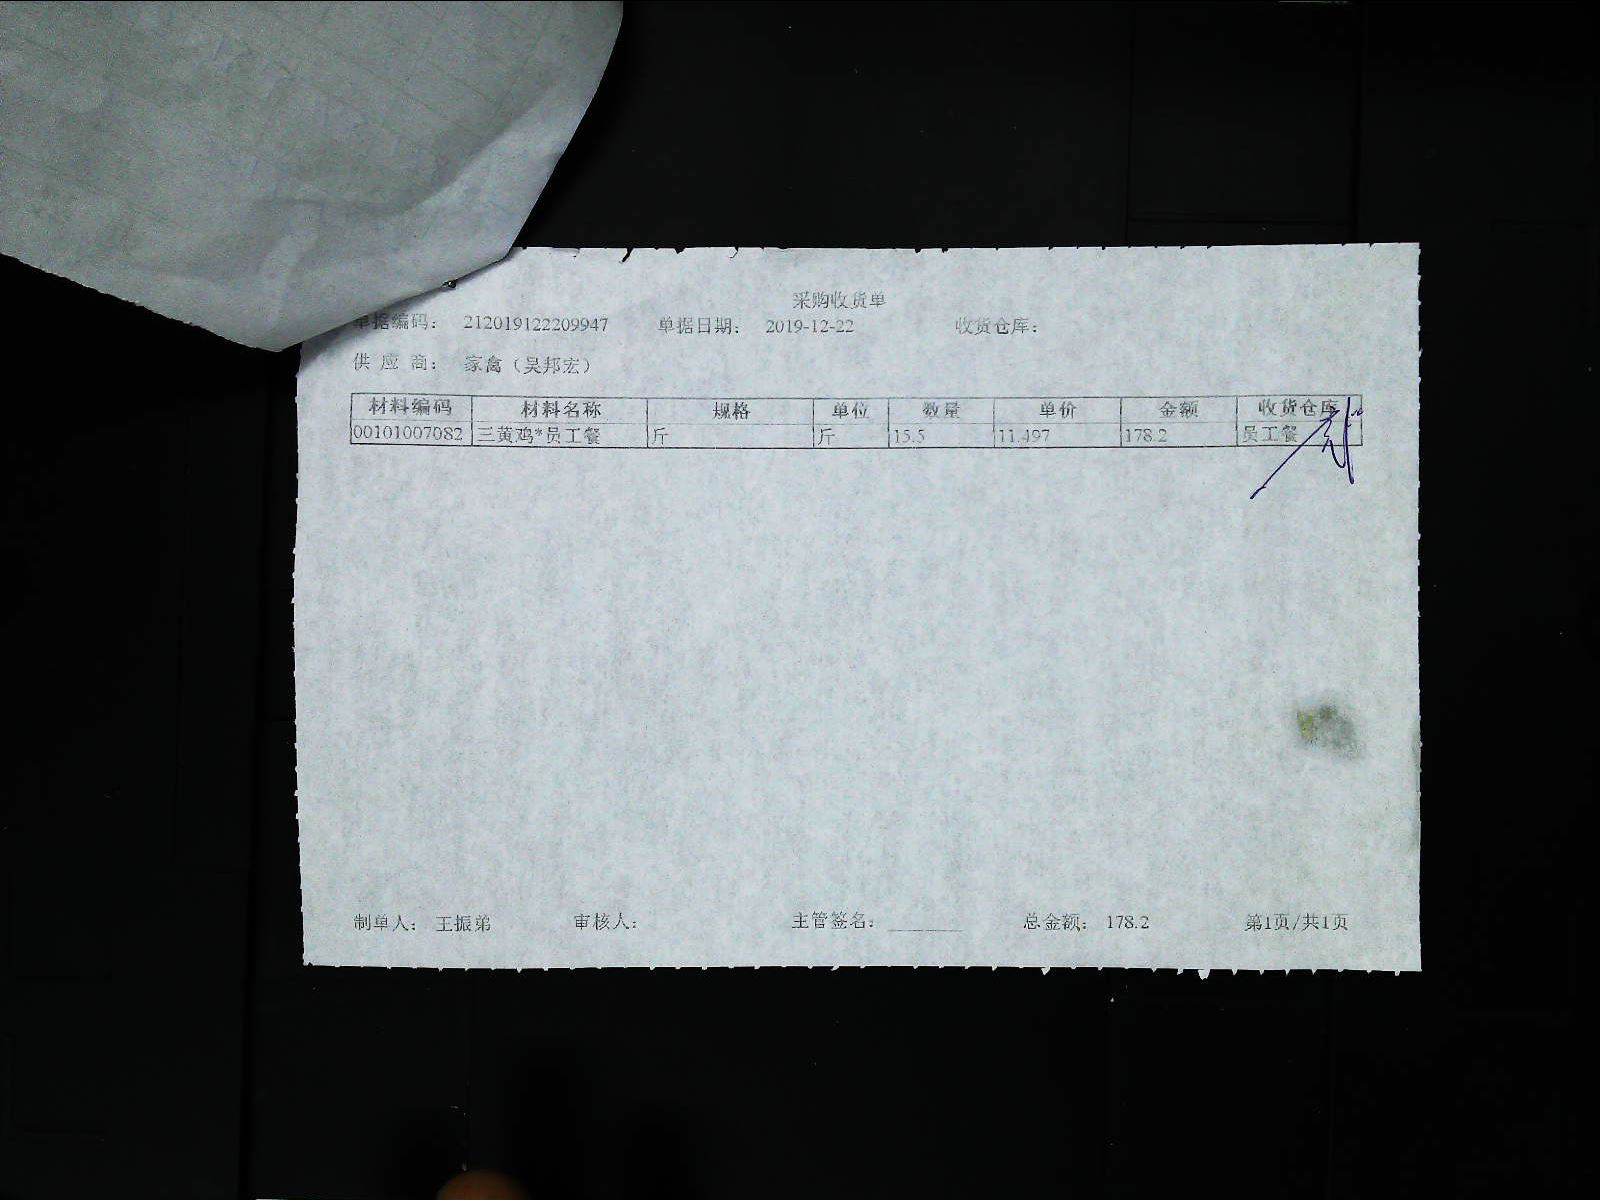 采购收货单
单据编码： 212019122209947 单据日期： 2019-12-22 收货仓库：
供 应 商： 家禽（吴邦宏）
材料编码 材料名称 规格 单位 数量 单价 金额 收货仓库
00101007082 三黄鸡*员工餐 斤 斤 15.5 11.497 178.2 员工餐
制单人： 王振弟 审核人： 主管签名： ________ 总金额： 178.2 第1页/共1页